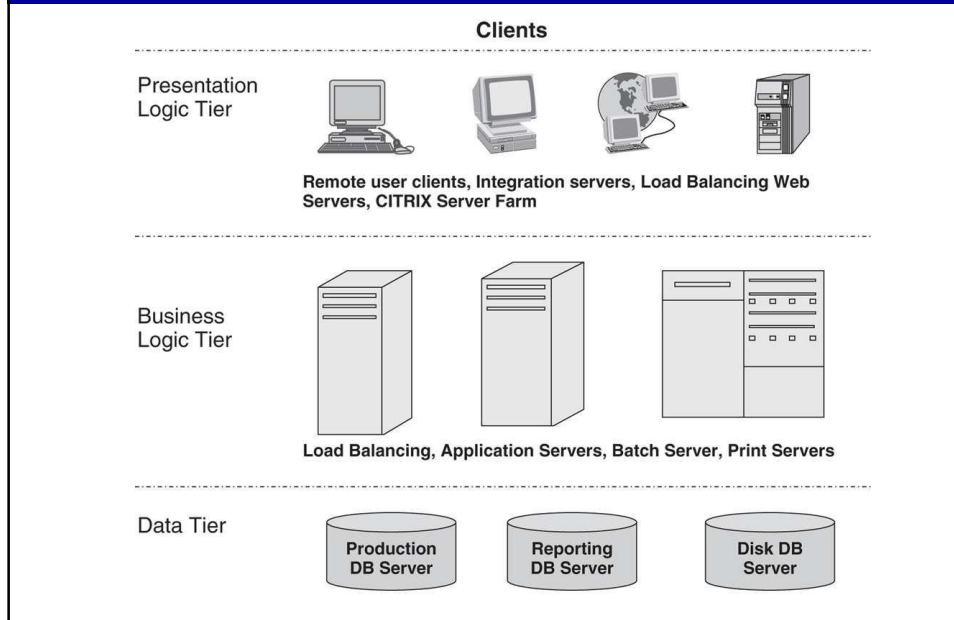 Clients
Presentation
Logic Tier
Remote user clients, Integration servers, Load Balancing Web
Servers, CITRIX Server Farm
Business
Logic Tier
Load Balancing, Application Servers, Batch Server, Print Servers
Data Tier
Production
DB Server
Reporting
DB Server
Disk DB
Server